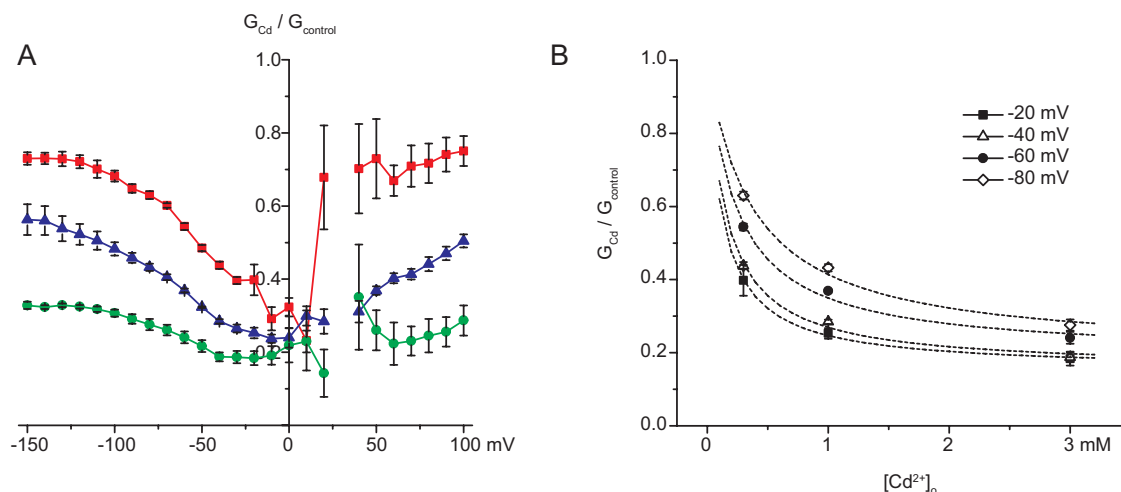 A
G_Cd / G_control
1.0
0.8
0.6
0.4
0.2
-150
-100
-50
0
50
100 mV
B
G_Cd / G_control
1.0
0.8
0.6
0.4
0.2
0.0
-20 mV
-40 mV
-60 mV
-80 mV
0
1
2
3 mM
[Cd²⁺]ₒ